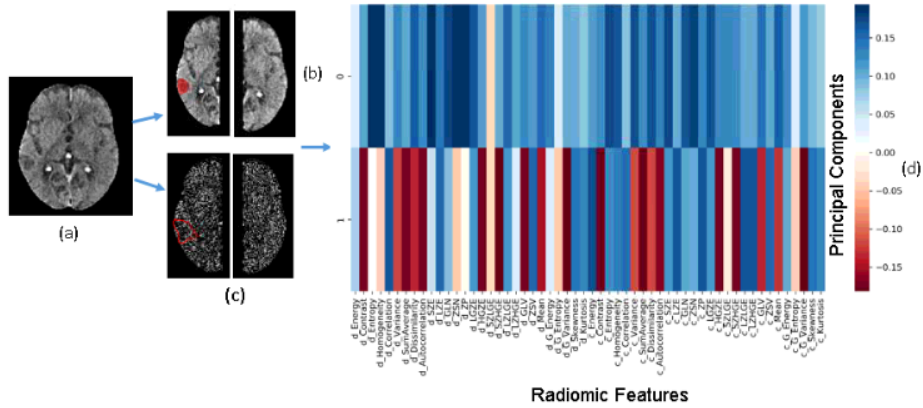 (a)
(b)
(c)
(d)
0
1
Principal Components
0.15
0.10
0.05
0.00
−0.05
−0.10
−0.15
d_Energy
d_Contrast
d_Entropy
d_Homogeneity
d_Correlation
d_Variance
d_SumAverage
d_Dissimilarity
d_Autocorrelation
d_SZE
d_LZE
d_GLN
d_ZSN
d_ZP
d_LGZE
d_HGZE
d_SZLGE
d_SZHGE
d_LZLGE
d_LZHGE
d_GLV
d_ZSV
d_Mean
d_G_Energy
d_G_Entropy
d_G_Variance
d_Skewness
d_Kurtosis
c_Energy
c_Contrast
c_Entropy
c_Homogeneity
c_Correlation
c_Variance
c_SumAverage
c_Dissimilarity
c_Autocorrelation
c_SZE
c_LZE
c_GLN
c_ZSN
c_ZP
c_LGZE
c_HGZE
c_SZLGE
c_SZHGE
c_LZLGE
c_LZHGE
c_GLV
c_ZSV
c_Mean
c_G_Energy
c_G_Entropy
c_G_Variance
c_Skewness
c_Kurtosis
Radiomic Features